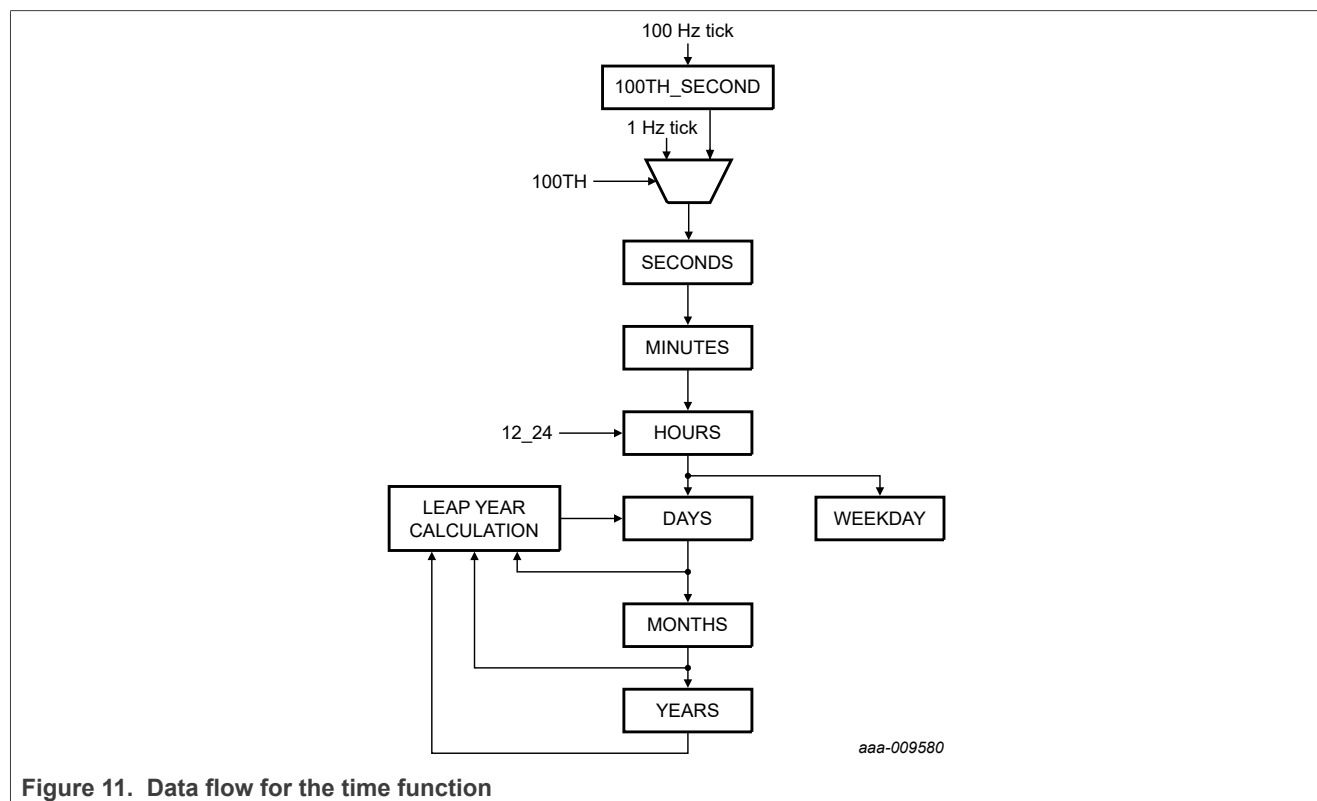 100 Hz tick
100TH_SECOND
1 Hz tick
100TH
SECONDS
MINUTES
12_24
HOURS
LEAP YEAR
CALCULATION
DAYS
WEEKDAY
MONTHS
YEARS
aaa-009580
Figure 11. Data flow for the time function